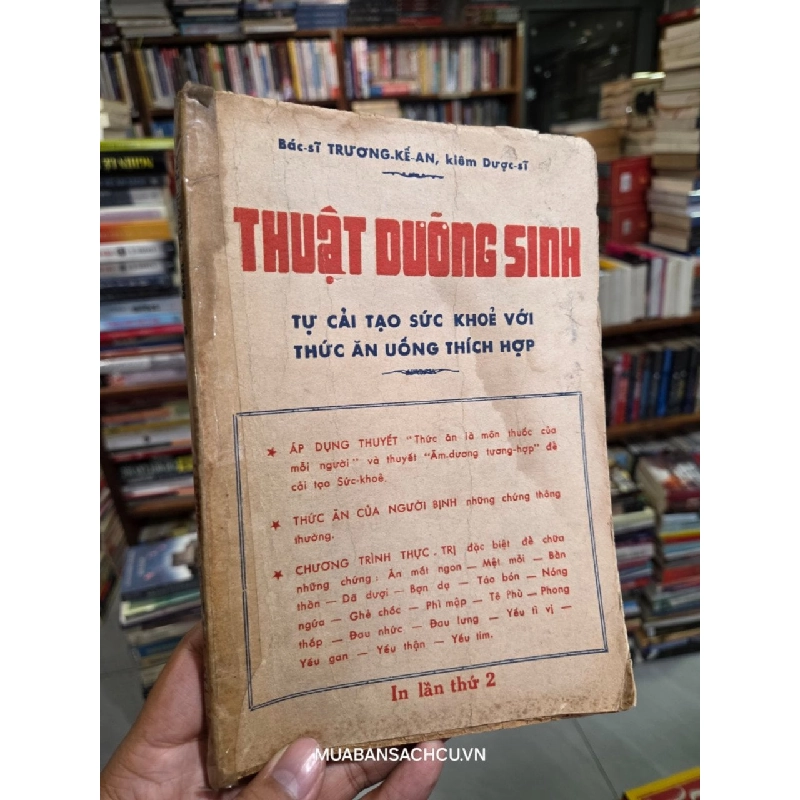 Bác-sĩ TRƯƠNG-KẾ-AN, kiêm Dược-sĩ
THUẬT DƯỠNG SINH
TỰ CẢI TẠO SỨC KHOẺ VỚI
THỨC ĂN UỐNG THÍCH HỢP
★ ÁP DỤNG THUYẾT "Thức ăn là môn thuốc của
mỗi người" và thuyết "Âm.dương tương-hợp" để
cải tạo Sức-khoẻ.
★ THỨC ĂN CỦA NGƯỜI BỊNH những chứng thông
thường.
★ CHƯƠNG TRÌNH THỰC.TRỊ đặc biệt để chữa
những chứng: Ăn mất ngon — Mệt mỏi — Bần
thần — Dã dượi — Bạn dạ — Táo bón — Nóng
ngứa — Ghẻ chốc — Phì mập — Tê Phù — Phong
thấp — Đau nhức — Đau lưng — Yếu tì vị —
Yếu gan — Yếu thận — Yếu tim.
In lần thứ 2
MUABANSACHCU.VN